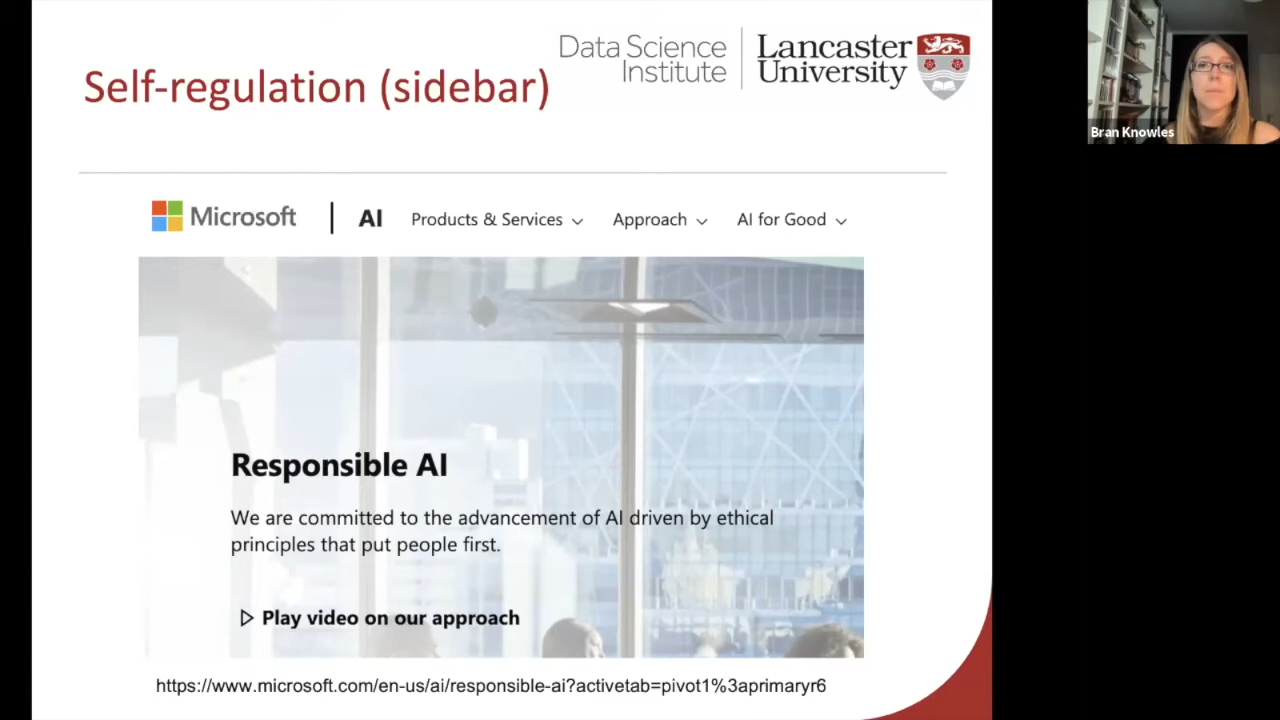 Self-regulation (sidebar)
Data Science
Institute
Lancaster
University
Microsoft
AI
Products & Services
Approach
AI for Good
Responsible AI
We are committed to the advancement of AI driven by ethical
principles that put people first.
Play video on our approach
https://www.microsoft.com/en-us/ai/responsible-ai?activetab=pivot1%3aprimaryr6
Bran Knowles